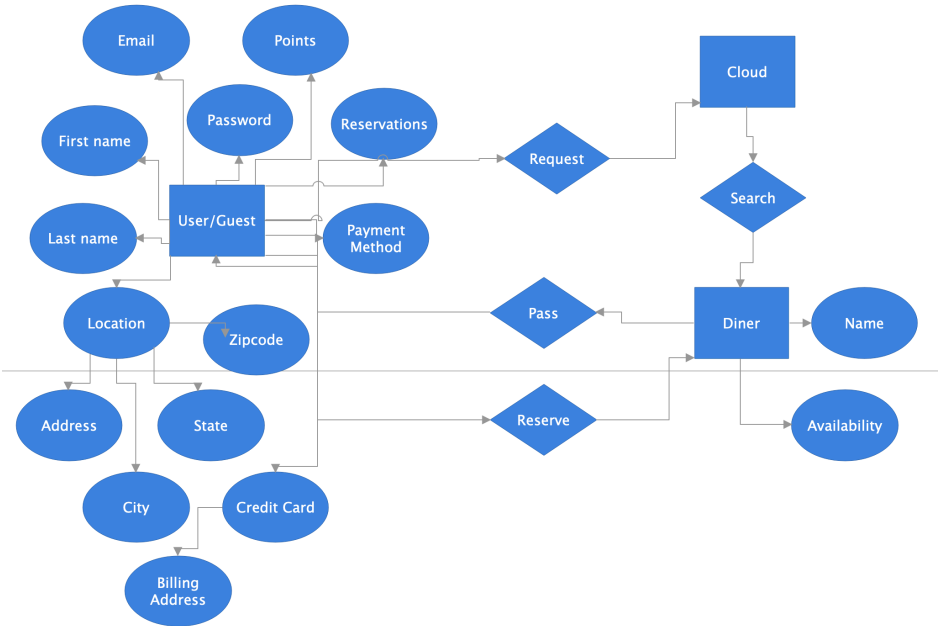 Email
Points
Cloud
Password
Reservations
First name
Request
Search
User/Guest
Last name
Payment
Method
Location
Zipcode
Pass
Diner
Name
Address
State
Reserve
Availability
City
Credit Card
Billing
Address